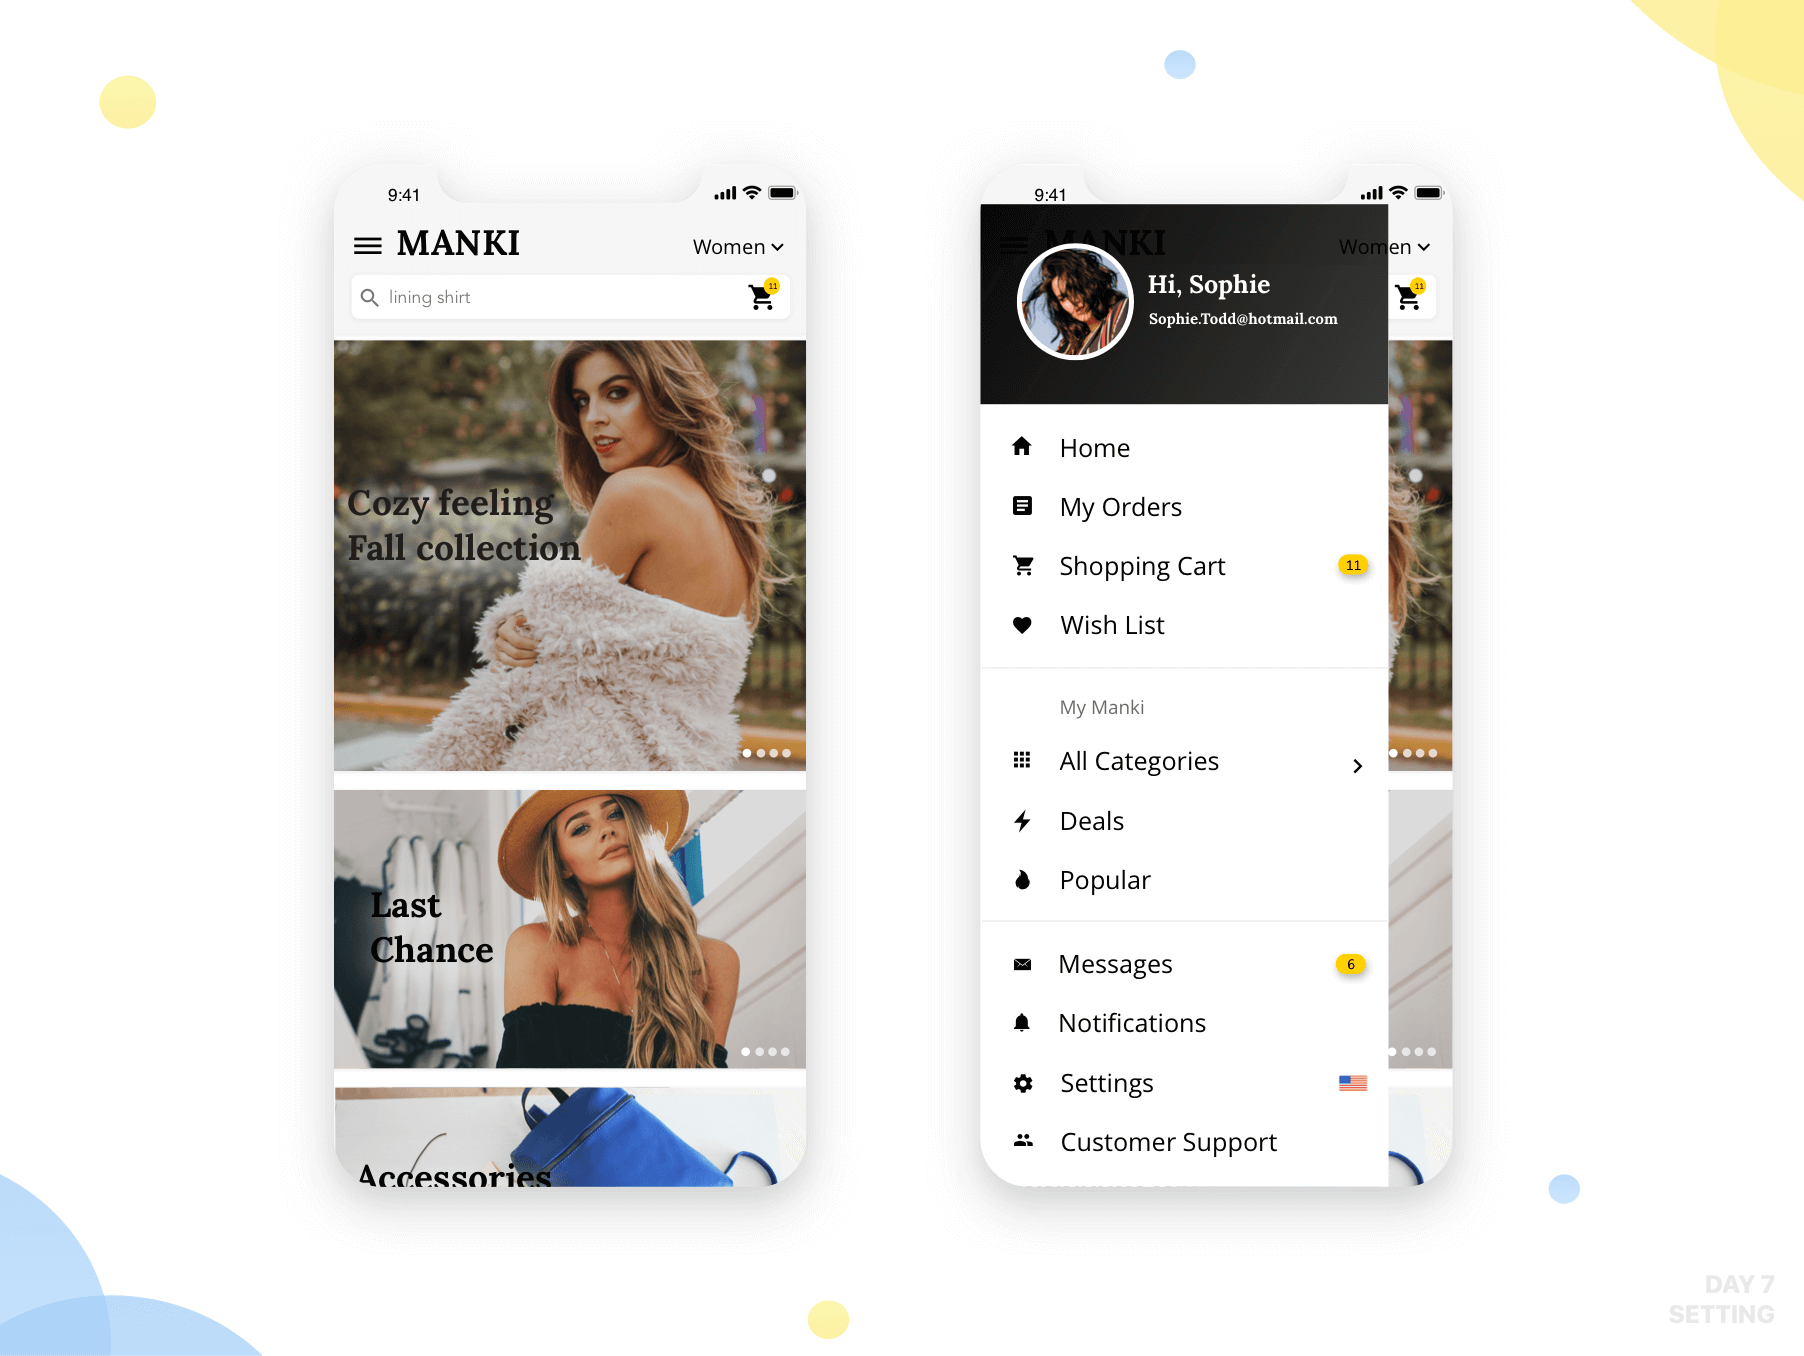 9:41
MANKI
Women
lining shirt
11
Cozy feeling
Fall collection
Last
Chance
Accessories
9:41
MANKI
Women
11
Hi, Sophie
Sophie.Todd@hotmail.com
Home
My Orders
Shopping Cart
11
Wish List
My Manki
All Categories
Deals
Popular
Messages
6
Notifications
Settings
Customer Support
DAY 7
SETTING